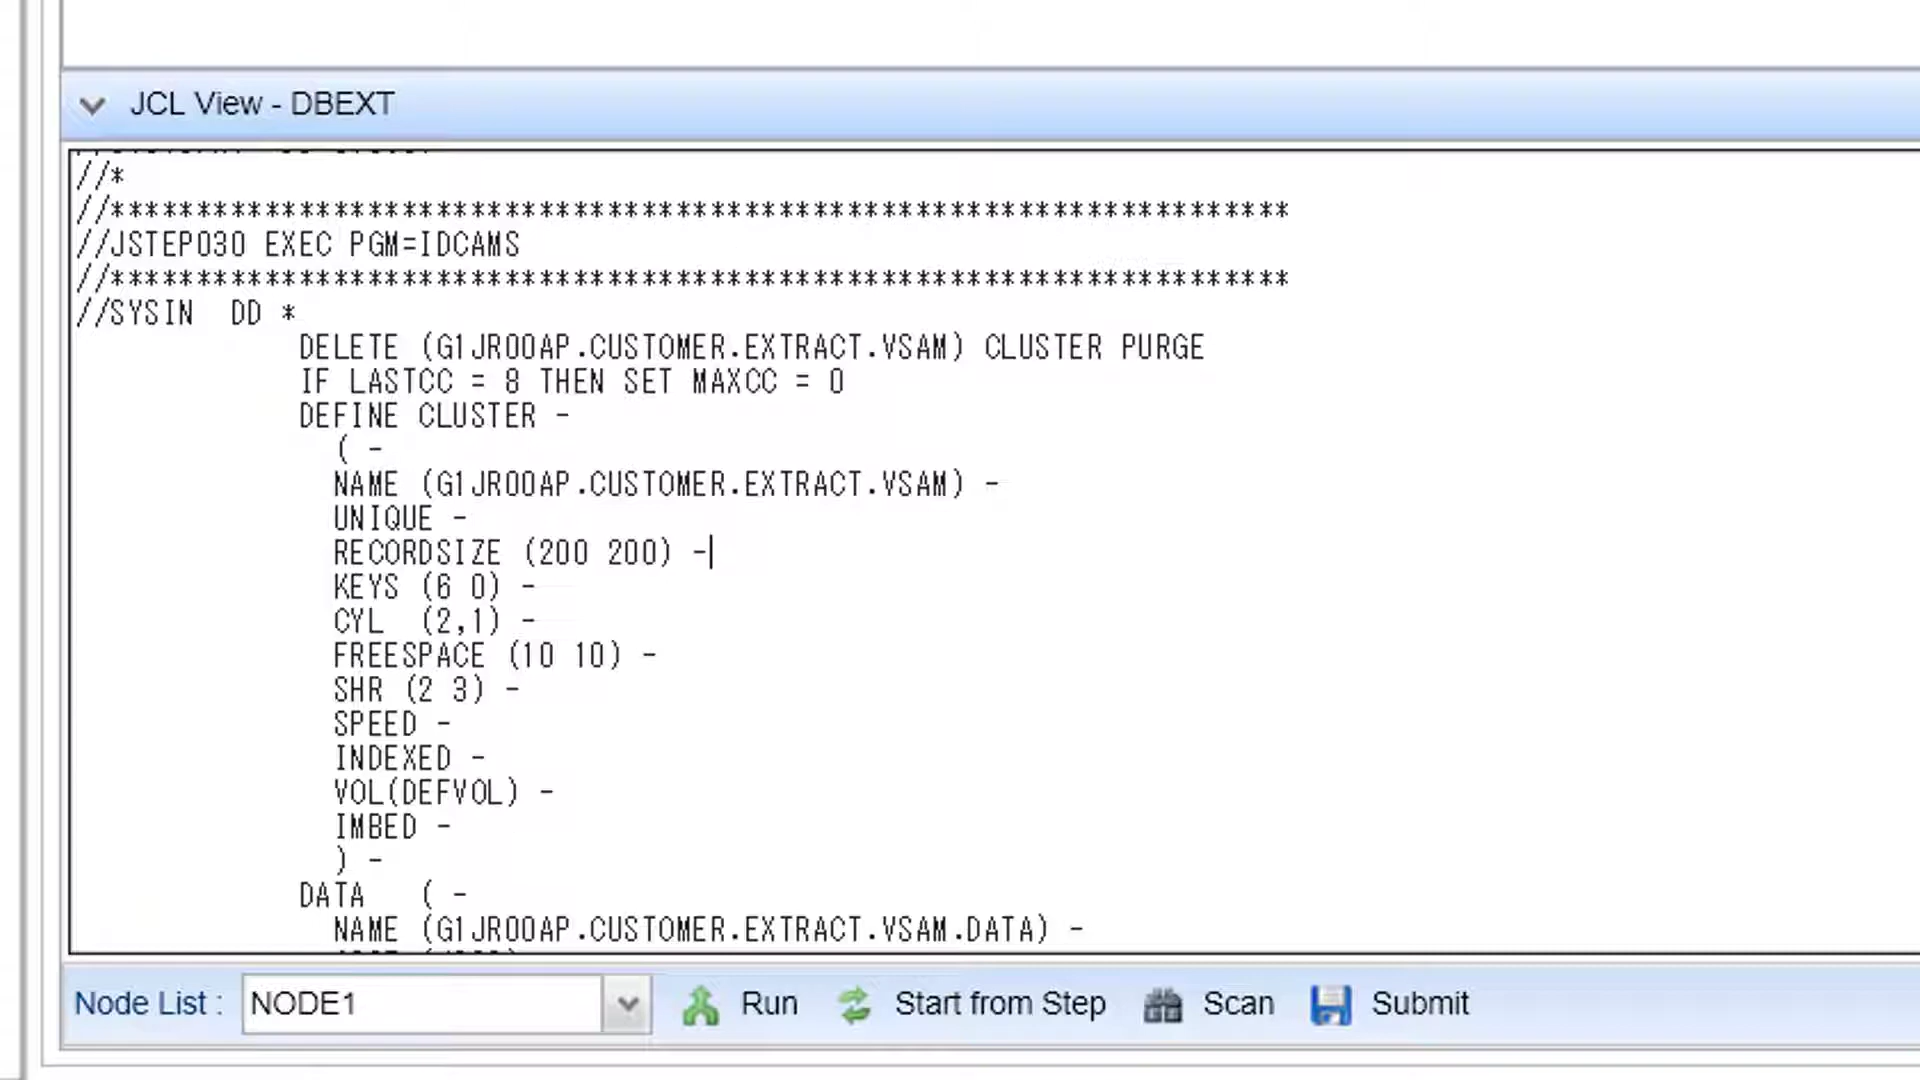 JCL View - DBEXT
//*
//*********************************************************************
//JSTEP030 EXEC PGM=IDCAMS
//*********************************************************************
//SYSIN  DD *
DELETE (G1JR00AP.CUSTOMER.EXTRACT.VSAM) CLUSTER PURGE
IF LASTCC = 8 THEN SET MAXCC = 0
DEFINE CLUSTER -
( -
NAME (G1JR00AP.CUSTOMER.EXTRACT.VSAM) -
UNIQUE -
RECORDSIZE (200 200) -
KEYS (6 0) -
CYL  (2,1) -
FREESPACE (10 10) -
SHR (2 3) -
SPEED -
INDEXED -
VOL(DEFVOL) -
IMBED -
) -
DATA   ( -
NAME (G1JR00AP.CUSTOMER.EXTRACT.VSAM.DATA) -
Node List : NODE1 Run Start from Step Scan Submit